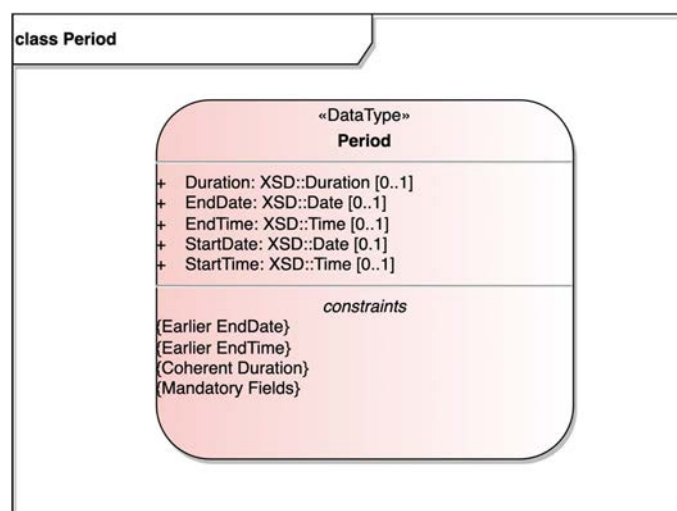 class Period
«DataType»
Period
+ Duration: XSD::Duration [0..1]
+ EndDate: XSD::Date [0..1]
+ EndTime: XSD::Time [0..1]
+ StartDate: XSD::Date [0.1]
+ StartTime: XSD::Time [0..1]
constraints
{Earlier EndDate}
{Earlier EndTime}
{Coherent Duration}
{Mandatory Fields}